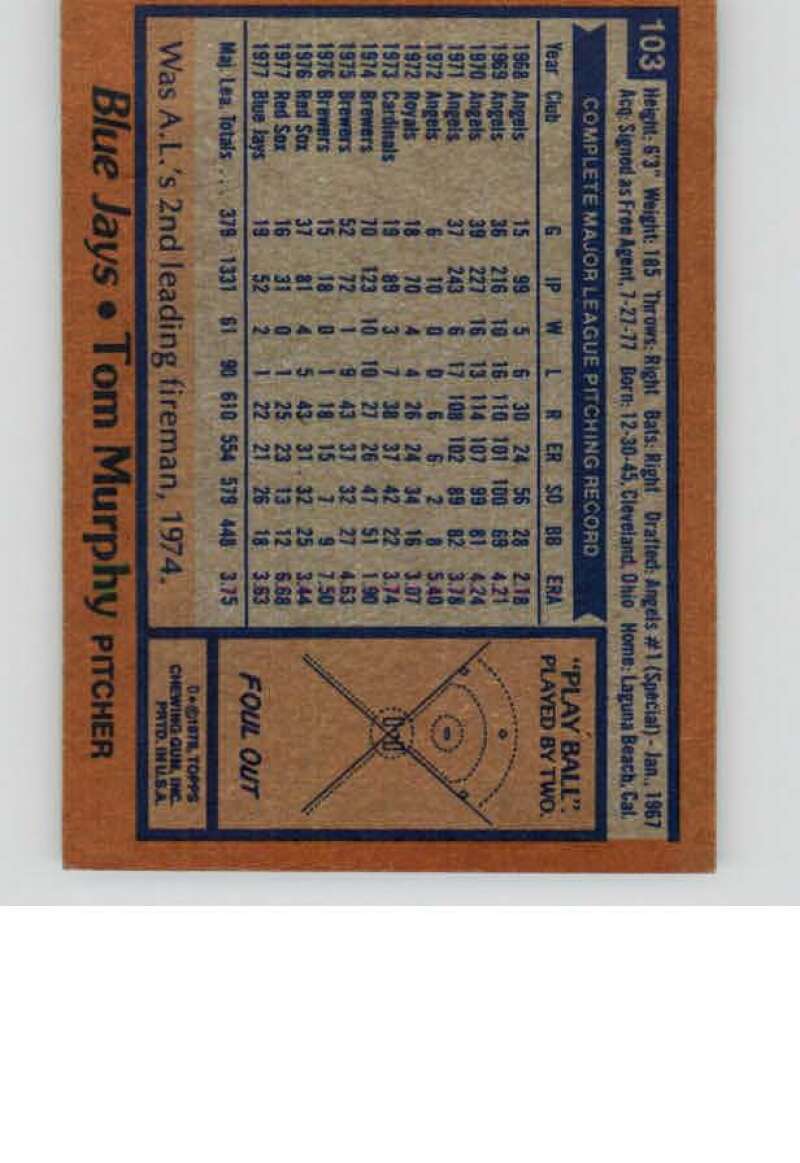 103
Height: 6'3" Weight: 185 Throws: Right Bats: Right Drafted: Angels #1 (Special) - Jan., 1967
Acq: Signed as Free Agent, 7-27-77 Born: 12-30-45, Cleveland, Ohio Home: Laguna Beach, Cal.
COMPLETE MAJOR LEAGUE PITCHING RECORD
Year Club G IP W L R ER SO BB ERA
1968 Angels 15 99 5 6 30 24 56 28 2.18
1969 Angels 36 216 10 16 110 101 100 69 4.21
1970 Angels 39 227 16 13 114 107 99 81 4.24
1971 Angels 37 243 6 17 108 102 89 82 3.78
1972 Angels 6 10 0 0 6 6 2 8 5.40
1972 Royals 18 70 4 4 26 24 34 16 3.07
1973 Cardinals 19 89 3 7 38 37 42 22 3.74
1974 Brewers 70 123 10 10 27 26 47 51 1.90
1975 Brewers 52 72 1 9 43 37 32 27 4.63
1976 Brewers 15 18 0 1 18 15 7 9 7.50
1976 Red Sox 37 81 4 5 43 31 32 25 3.44
1977 Red Sox 16 31 0 1 25 23 13 12 6.68
1977 Blue Jays 19 52 2 1 22 21 26 18 3.63
Maj. Lea. Totals ... 379 1331 61 90 610 554 579 448 3.75
Was A.L.'s 2nd leading fireman, 1974.
"PLAY BALL".
PLAYED BY TWO.
FOUL OUT
D★©1978, TOPPS
CHEWING GUM, INC.
PRTD. IN U.S.A.
Blue Jays • Tom Murphy PITCHER